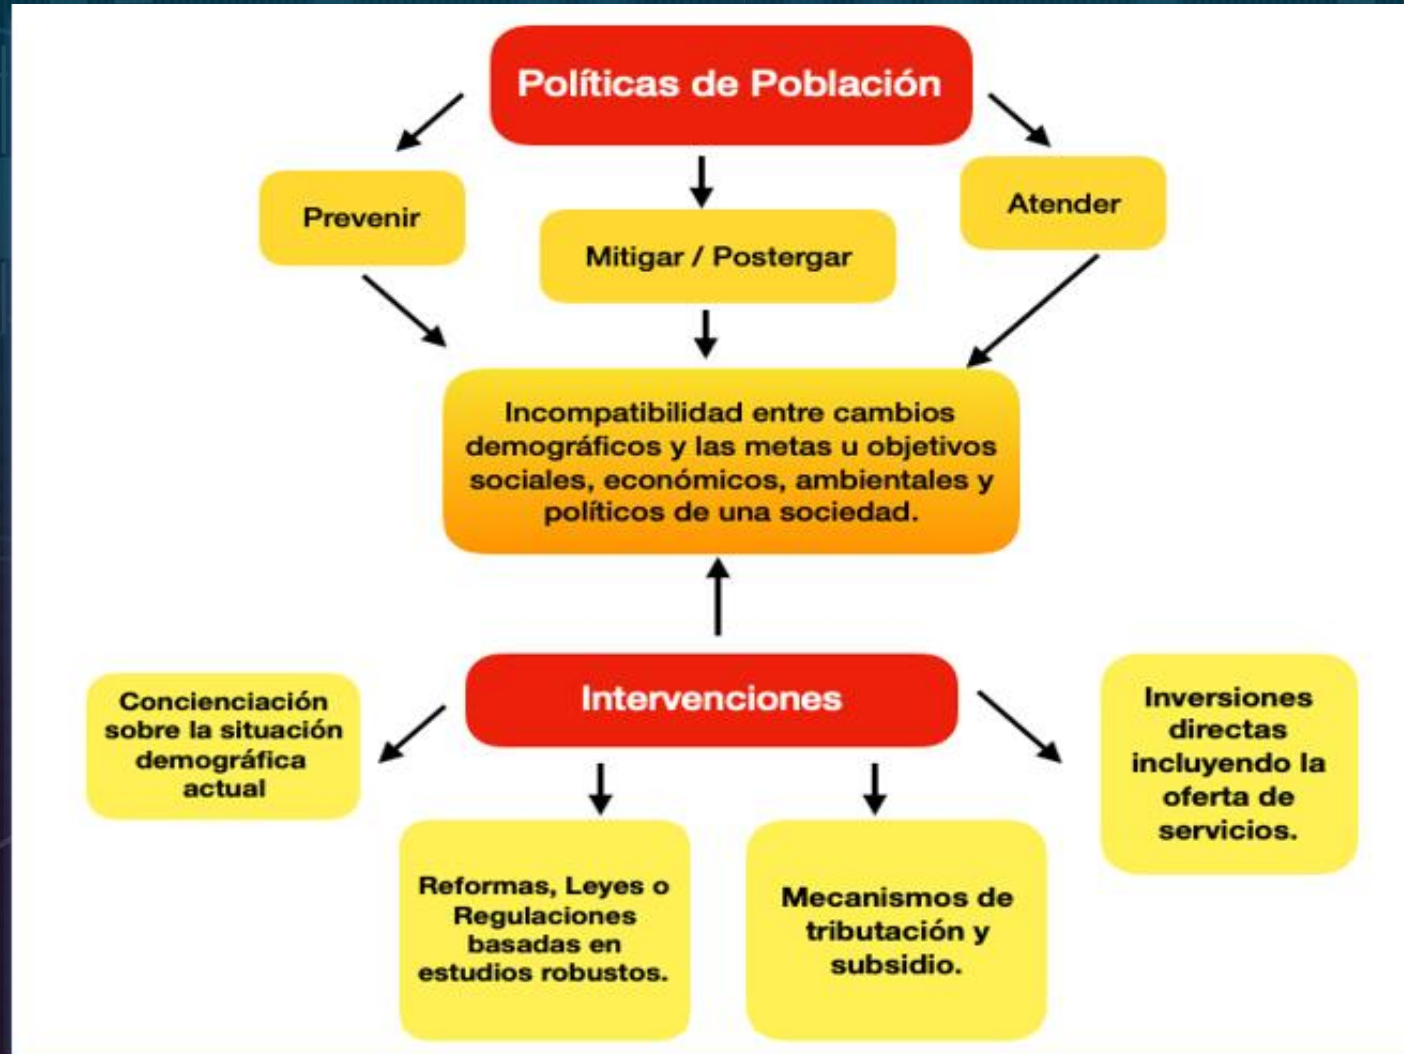 Políticas de Población
Prevenir
Mitigar / Postergar
Atender
Incompatibilidad entre cambios
demográficos y las metas u objetivos
sociales, económicos, ambientales y
políticos de una sociedad.
Intervenciones
Concienciación
sobre la situación
demográfica
actual
Reformas, Leyes o
Regulaciones
basadas en
estudios robustos.
Mecanismos de
tributación y
subsidio.
Inversiones
directas
incluyendo la
oferta de
servicios.